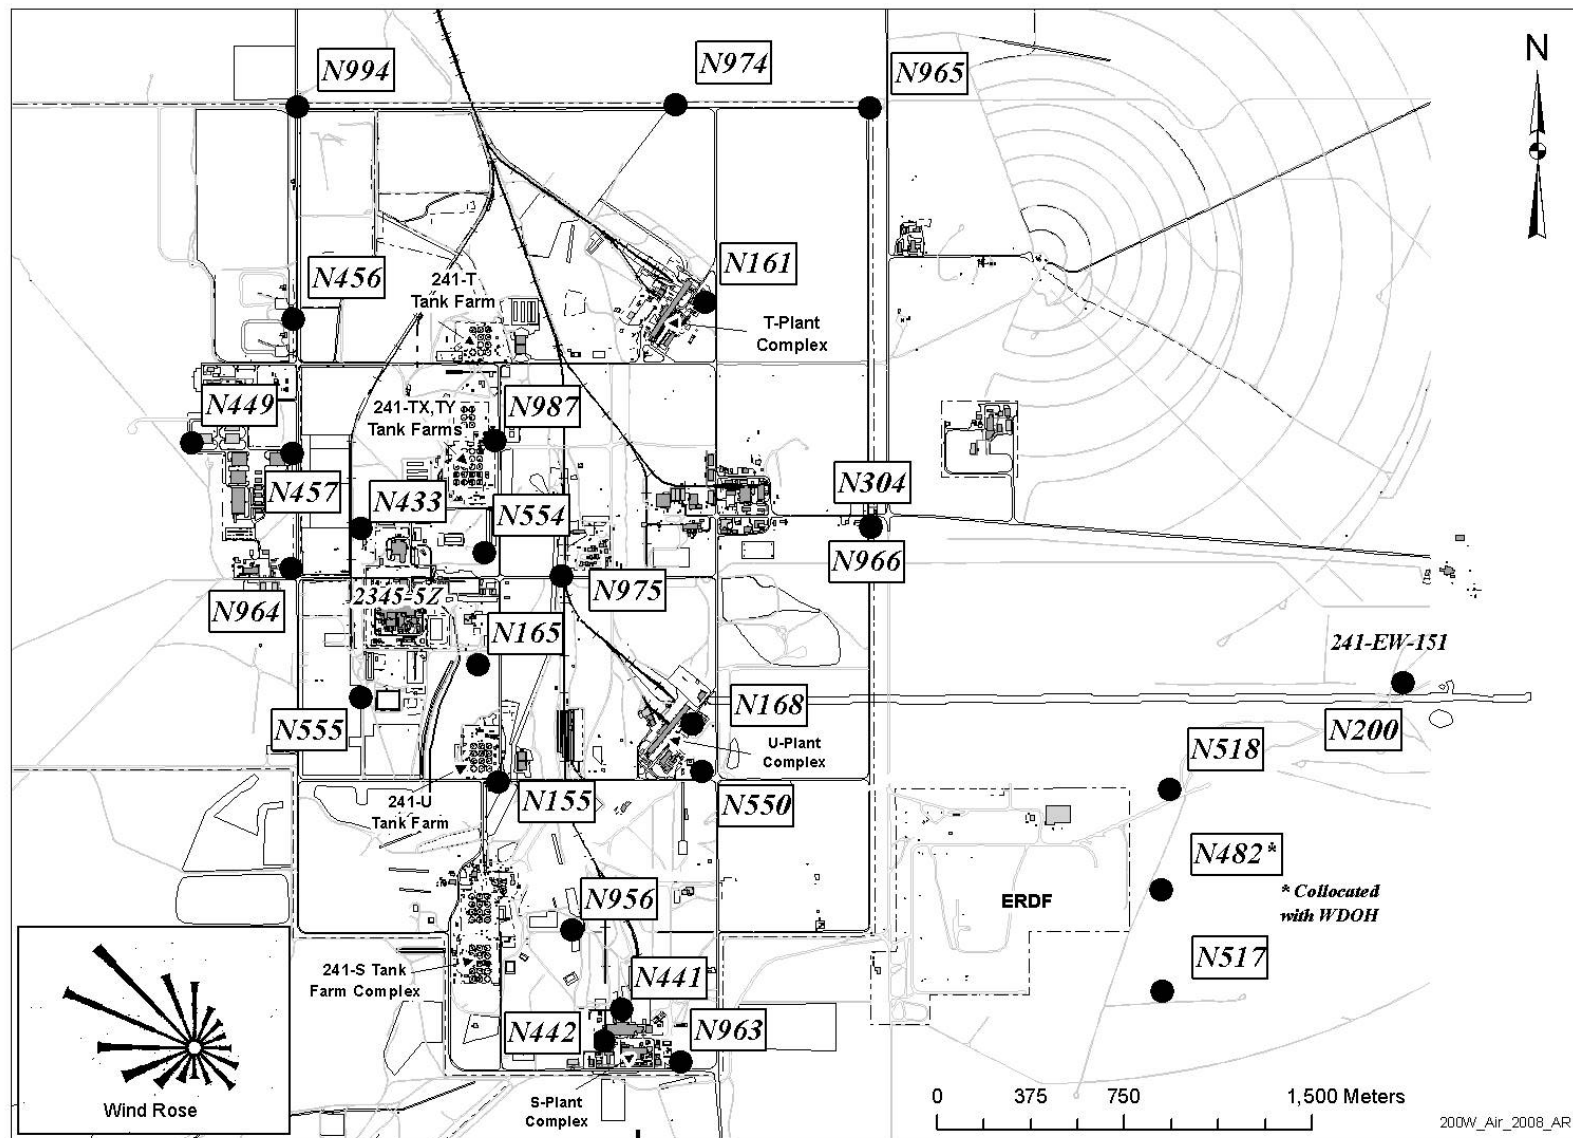 N994
N974
N965
N
N456
241-T
Tank Farm
N161
T-Plant
Complex
N449
241-TX,TY
Tank Farms
N987
N457
N433
N554
N304
N966
N964
2345-5Z
N975
N165
241-EW-151
N555
N168
U-Plant
Complex
N518
N200
241-U
Tank Farm
N155
N550
N482*
* Collocated
with WDOH
N956
ERDF
N517
241-S Tank
Farm Complex
N441
N442
N963
Wind Rose
S-Plant
Complex
0 375 750 1,500 Meters
200W_Air_2008_AR